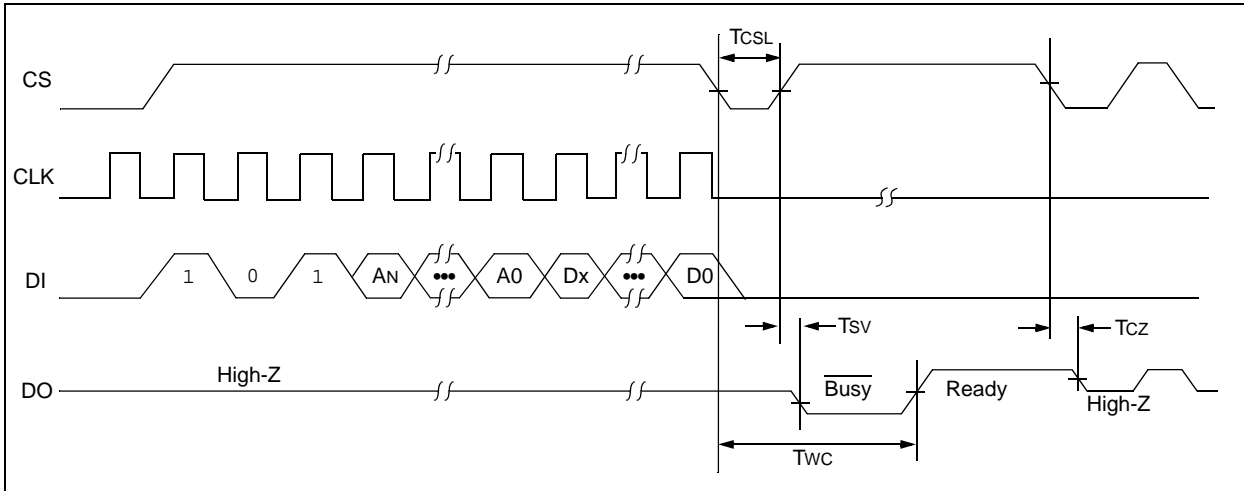 TCSL
CS
CLK
DI 1 0 1 AN ••• A0 Dx ••• D0
TSV TCZ
DO High-Z Busy Ready High-Z
TWC